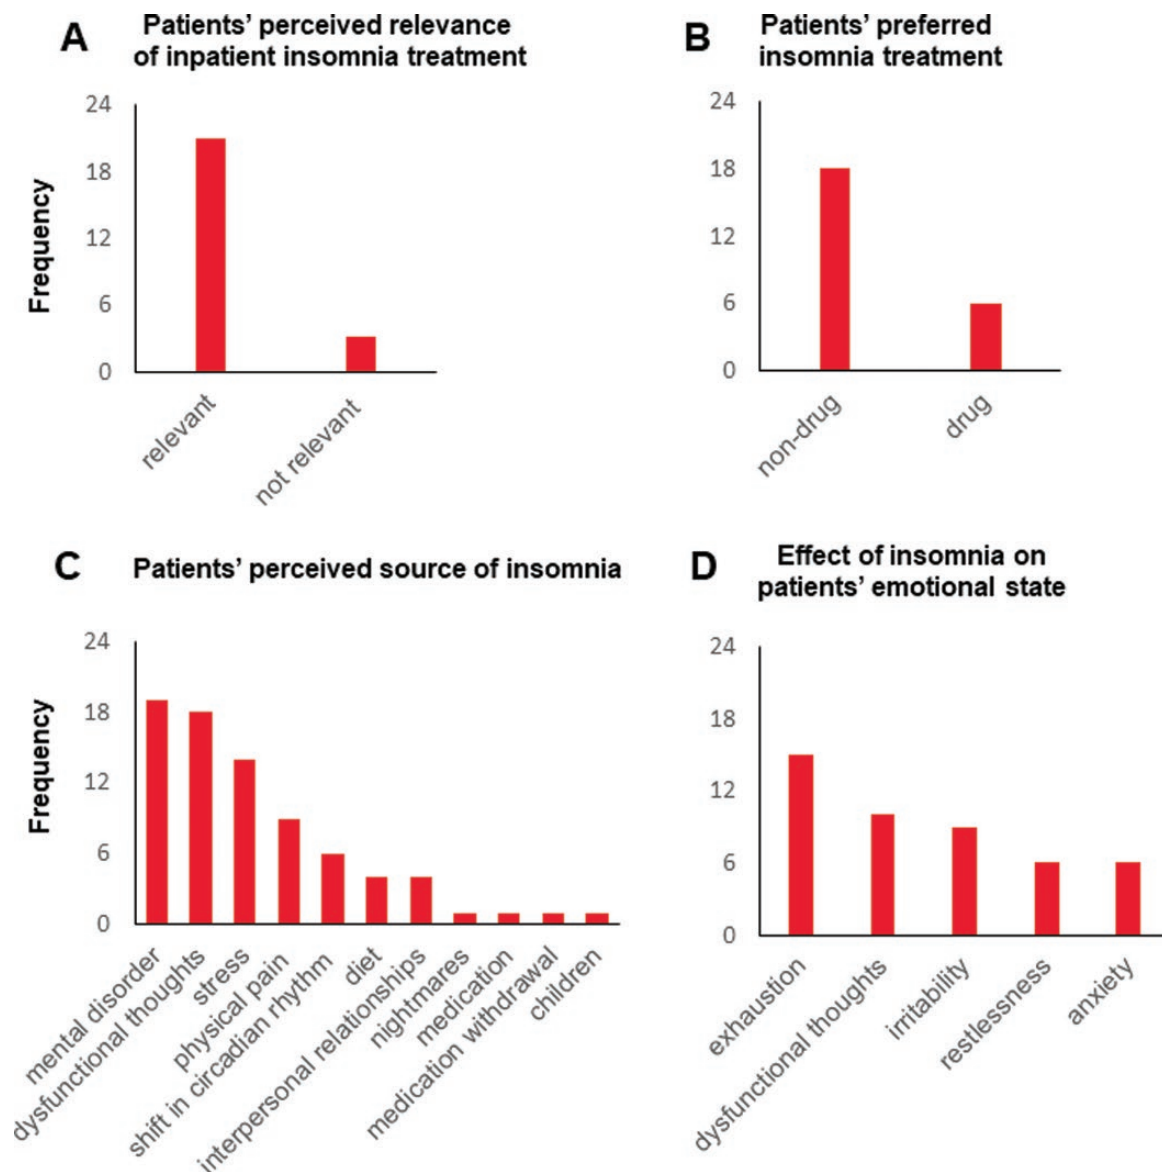 A
Patients’ perceived relevance
of inpatient insomnia treatment
Frequency
24
18
12
6
0
relevant
not relevant
B
Patients’ preferred
insomnia treatment
24
18
12
6
0
non-drug
drug
C
Patients’ perceived source of insomnia
Frequency
24
18
12
6
0
mental disorder
dysfunctional thoughts
stress
physical pain
shift in circadian rhythm
diet
interpersonal relationships
nightmares
medication
medication withdrawal
children
D
Effect of insomnia on
patients’ emotional state
24
18
12
6
0
exhaustion
dysfunctional thoughts
irritability
restlessness
anxiety